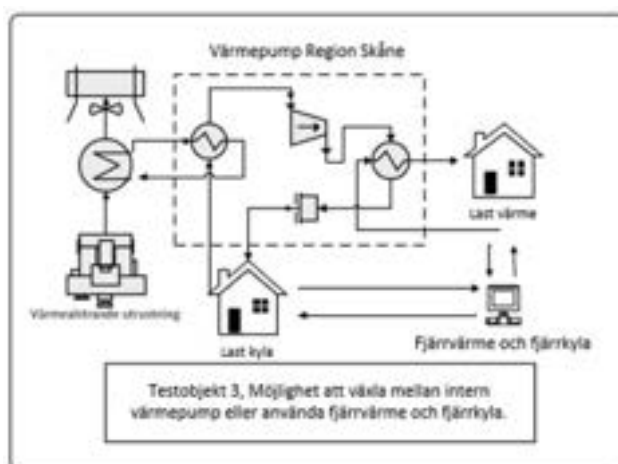 Värmepump Region Skåne
Last värme
Värmealstrande utrustning
Last kyla
Fjärrvärme och fjärrkyla
Testobjekt 3, Möjlighet att växla mellan intern
värmepump eller använda fjärrvärme och fjärrkyla.